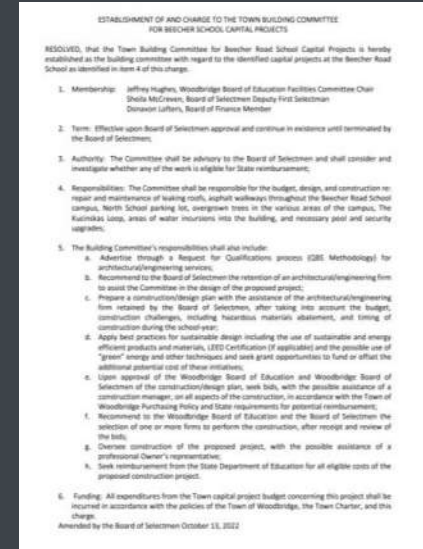 ESTABLISHMENT OF AND CHARGE TO THE TOWN BUILDING COMMITTEE
FOR BEECHER SCHOOL CAPITAL PROJECTS
RESOLVED, that the Town Building Committee for Beecher Road School Capital Projects is hereby
established as the building committee with regard to the identified capital projects at the Beecher Road
School as identified in item 4 of this charge.
1. Membership: Jeffrey Hughes, Woodbridge Board of Education Facilities Committee Chair
Sheila McCreven, Board of Selectmen Deputy First Selectman
Donavon Lofters, Board of Finance Member
2. Term: Effective upon Board of Selectmen approval and continue in existence until terminated by
the Board of Selectmen;
3. Authority: The Committee shall be advisory to the Board of Selectmen and shall consider and
investigate whether any of the work is eligible for State reimbursement;
4. Responsibilities: The Committee shall be responsible for the budget, design, and construction re:
repair and maintenance of leaking roofs, asphalt walkways throughout the Beecher Road School
campus, North School parking lot, overgrown trees in the various areas of the campus, The
Kucinskas Loop, areas of water incursions into the building, and necessary pool and security
upgrades;
5. The Building Committee's responsibilities shall also include:
a. Advertise through a Request for Qualifications process (QBS Methodology) for
architectural/engineering services;
b. Recommend to the Board of Selectmen the retention of an architectural/engineering firm
to assist the Committee in the design of the proposed project;
c. Prepare a construction/design plan with the assistance of the architectural/engineering
firm retained by the Board of Selectmen, after taking into account the budget,
construction challenges, including hazardous materials abatement, and timing of
construction during the school-year;
d. Apply best practices for sustainable design including the use of sustainable and energy
efficient products and materials, LEED Certification (if applicable) and the possible use of
"green" energy and other techniques and seek grant opportunities to fund or offset the
additional potential cost of these initiatives;
e. Upon approval of the Woodbridge Board of Education and Woodbridge Board of
Selectmen of the construction/design plan, seek bids, with the possible assistance of a
construction manager, on all aspects of the construction, in accordance with the Town of
Woodbridge Purchasing Policy and State requirements for potential reimbursement;
f. Recommend to the Woodbridge Board of Education and the Board of Selectmen the
selection of one or more firms to perform the construction, after receipt and review of
the bids;
g. Oversee construction of the proposed project, with the possible assistance of a
professional Owner's representative;
h. Seek reimbursement from the State Department of Education for all eligible costs of the
proposed construction project.
6. Funding: All expenditures from the Town capital project budget concerning this project shall be
incurred in accordance with the policies of the Town of Woodbridge, the Town Charter, and this
charge.
Amended by the Board of Selectmen October 13, 2022